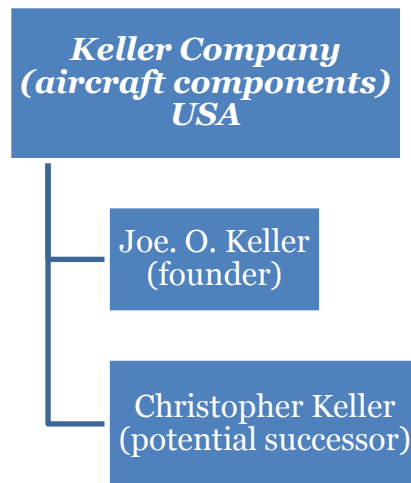 Keller Company
(aircraft components)
USA
Joe. O. Keller
(founder)
Christopher Keller
(potential successor)